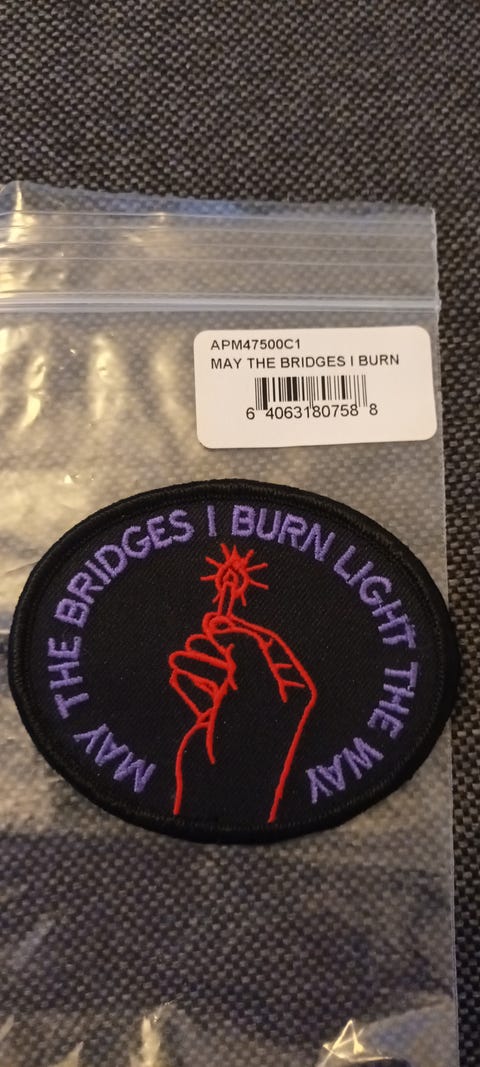 APM47500C1
MAY THE BRIDGES I BURN
6 40631 80758 8
MAY THE BRIDGES I BURN LIGHT THE WAY